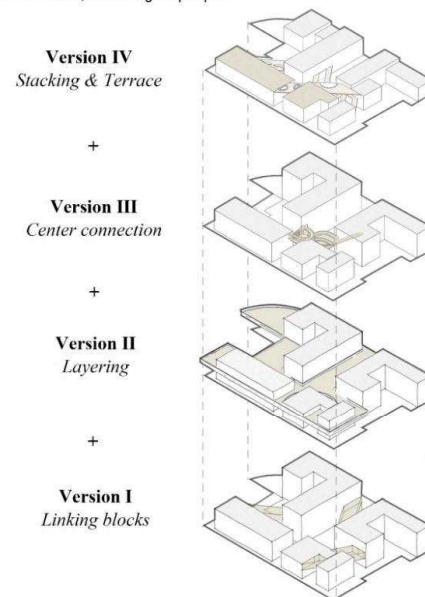 Version IV
Stacking & Terrace
+
Version III
Center connection
+
Version II
Layering
+
Version I
Linking blocks